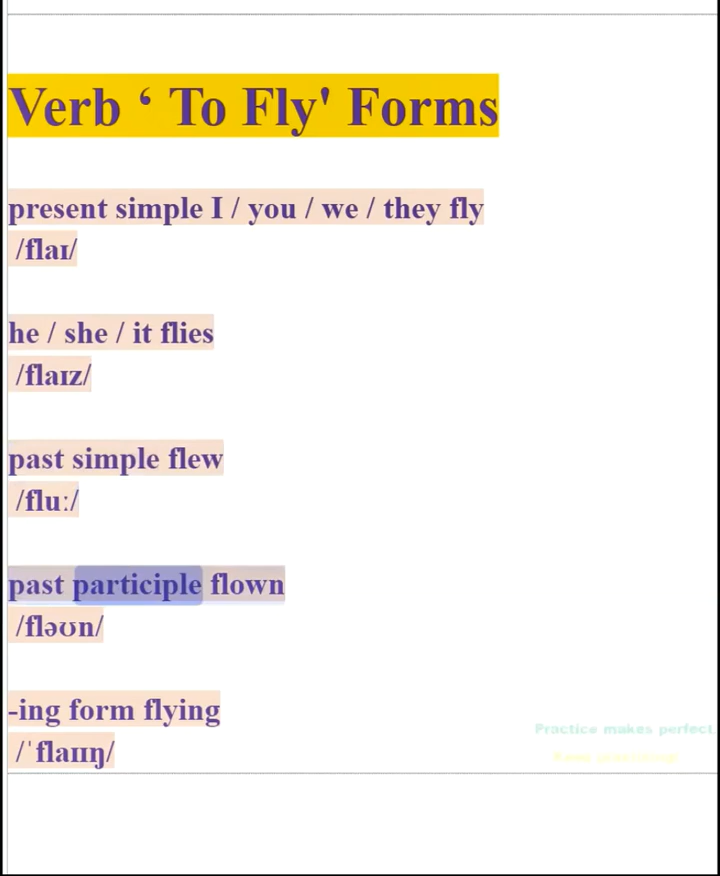 Verb ‘ To Fly' Forms
present simple I / you / we / they fly
/flaɪ/
he / she / it flies
/flaɪz/
past simple flew
/fluː/
past participle flown
/fləʊn/
-ing form flying
/ˈflaɪɪŋ/
Practice makes perfect